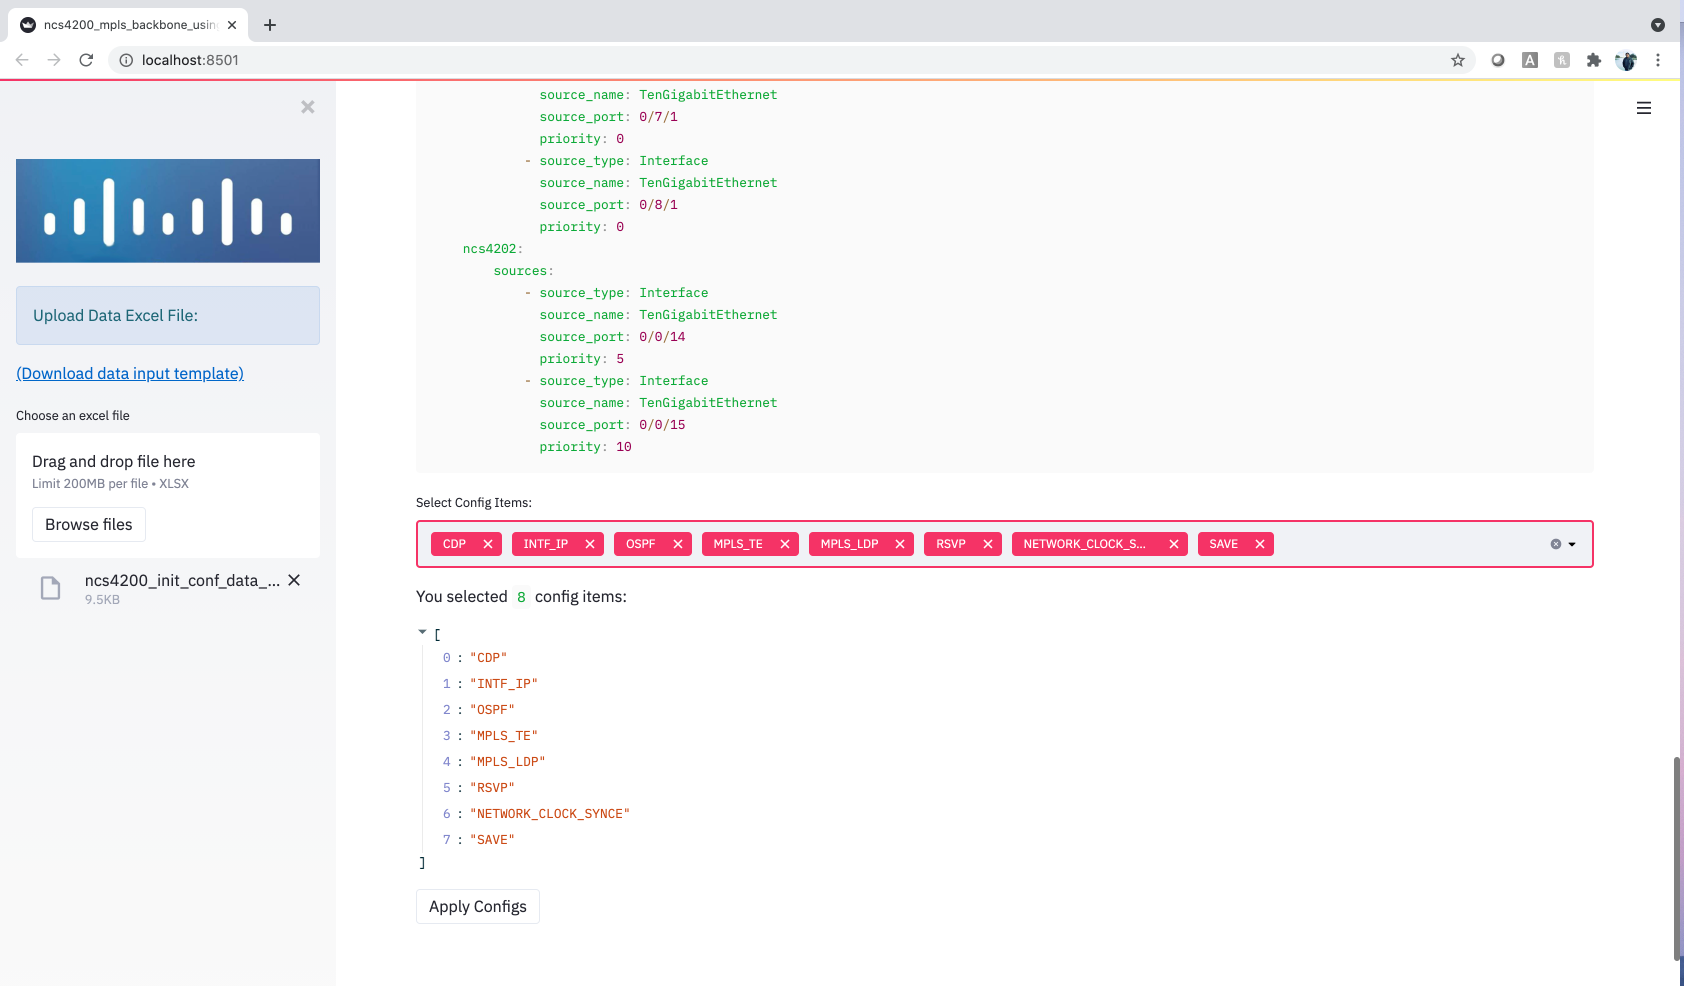 ncs4200_mpls_backbone_usin
localhost:8501
Upload Data Excel File:
(Download data input template)
Choose an excel file
Drag and drop file here
Limit 200MB per file • XLSX
Browse files
ncs4200_init_conf_data_...
9.5KB
source_name: TenGigabitEthernet
source_port: 0/7/1
priority: 0
- source_type: Interface
source_name: TenGigabitEthernet
source_port: 0/8/1
priority: 0
ncs4202:
sources:
- source_type: Interface
source_name: TenGigabitEthernet
source_port: 0/0/14
priority: 5
- source_type: Interface
source_name: TenGigabitEthernet
source_port: 0/0/15
priority: 10
Select Config Items:
CDP INTF_IP OSPF MPLS_TE MPLS_LDP RSVP NETWORK_CLOCK_S... SAVE
You selected 8 config items:
[
0 : "CDP"
1 : "INTF_IP"
2 : "OSPF"
3 : "MPLS_TE"
4 : "MPLS_LDP"
5 : "RSVP"
6 : "NETWORK_CLOCK_SYNCE"
7 : "SAVE"
]
Apply Configs